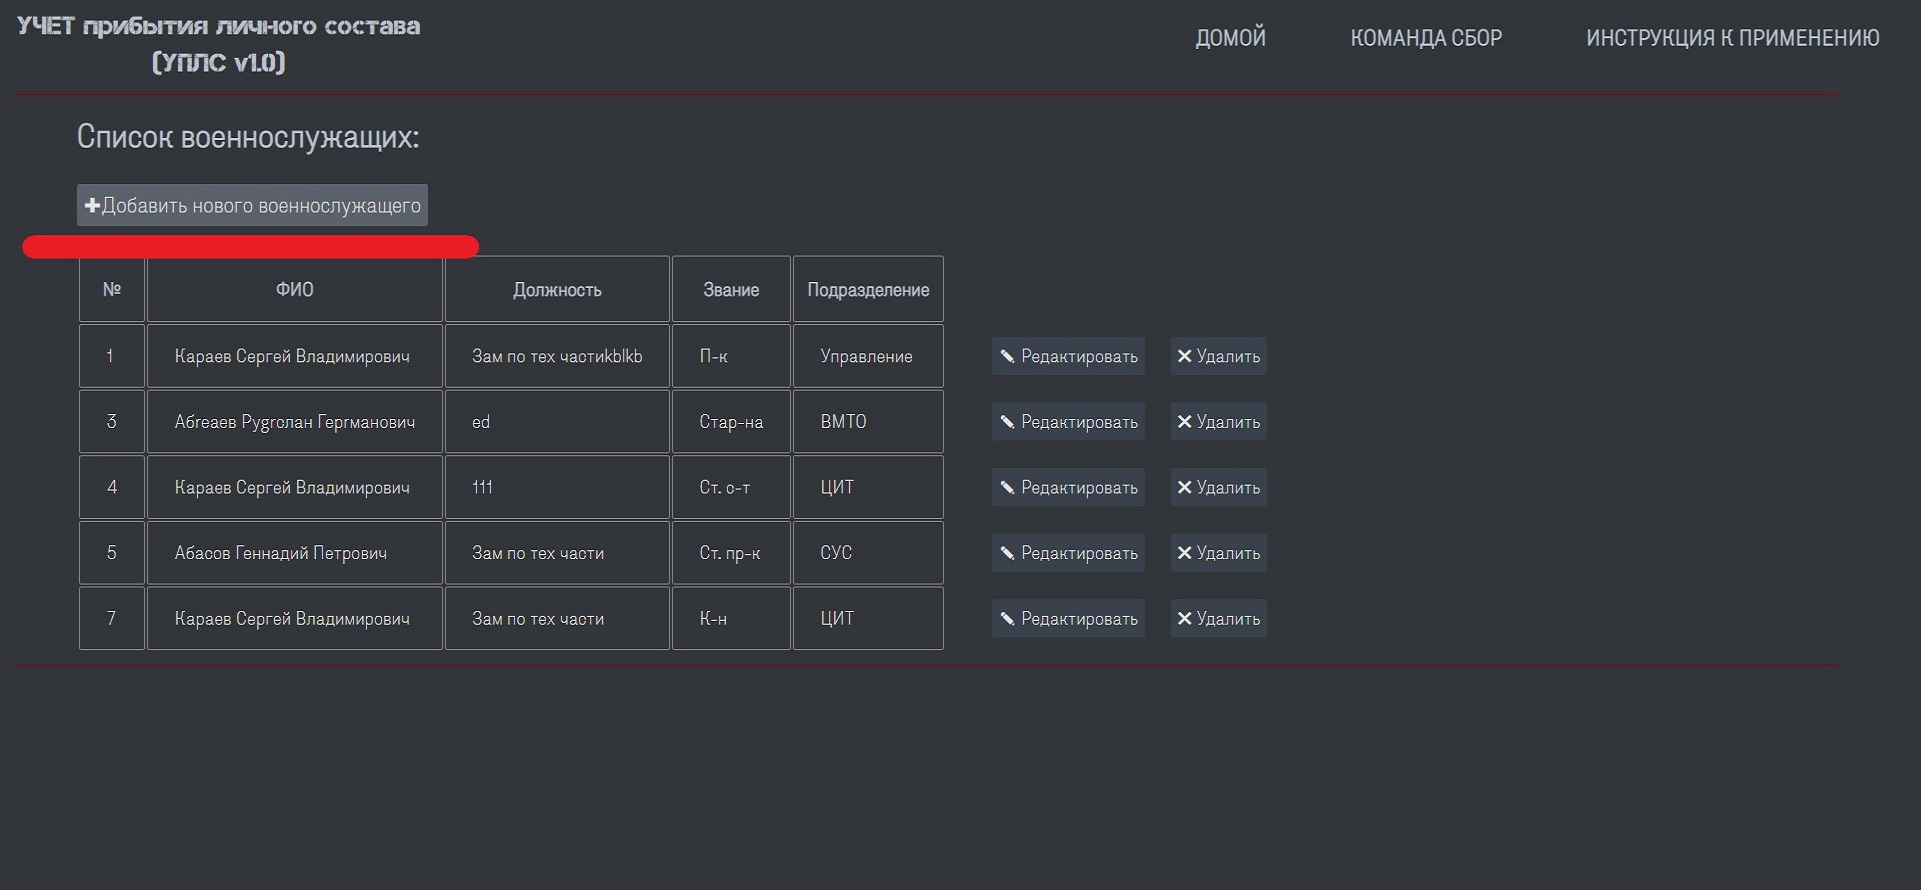 УЧЕТ прибытия личного состава
(УПЛС v1.0)
ДОМОЙ КОМАНДА СБОР ИНСТРУКЦИЯ К ПРИМЕНЕНИЮ
Список военнослужащих:
+Добавить нового военнослужащего
№ ФИО Должность Звание Подразделение
1 Караев Сергей Владимирович Зам по тех частиkblkb П-к Управление Редактировать Удалить
3 Абгеаев Руgголан Гергманович ed Стар-на ВМТО Редактировать Удалить
4 Караев Сергей Владимирович 111 Ст. с-т ЦИТ Редактировать Удалить
5 Абасов Геннадий Петрович Зам по тех части Ст. пр-к СУС Редактировать Удалить
7 Караев Сергей Владимирович Зам по тех части К-н ЦИТ Редактировать Удалить